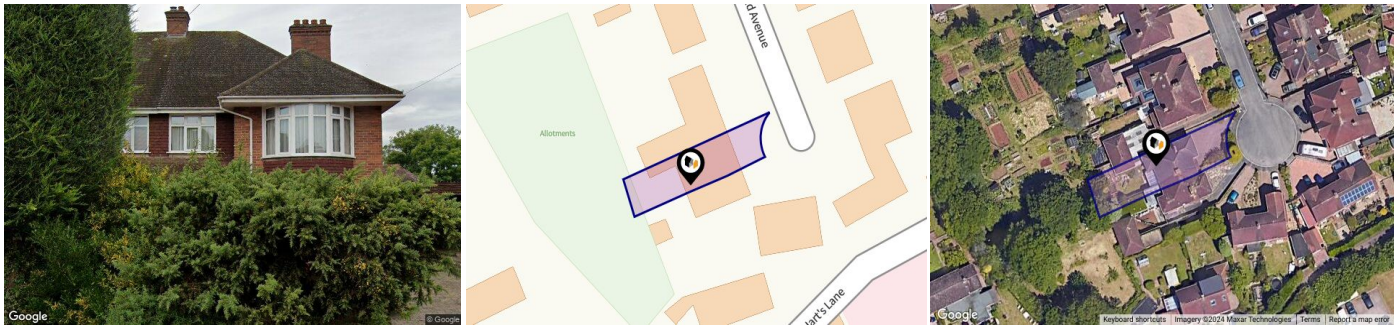 Google
© Google
Allotments
d Avenue
Hart's Lane
Google
Keyboard shortcuts
Imagery ©2024 Maxar Technologies
Terms
Report a map error